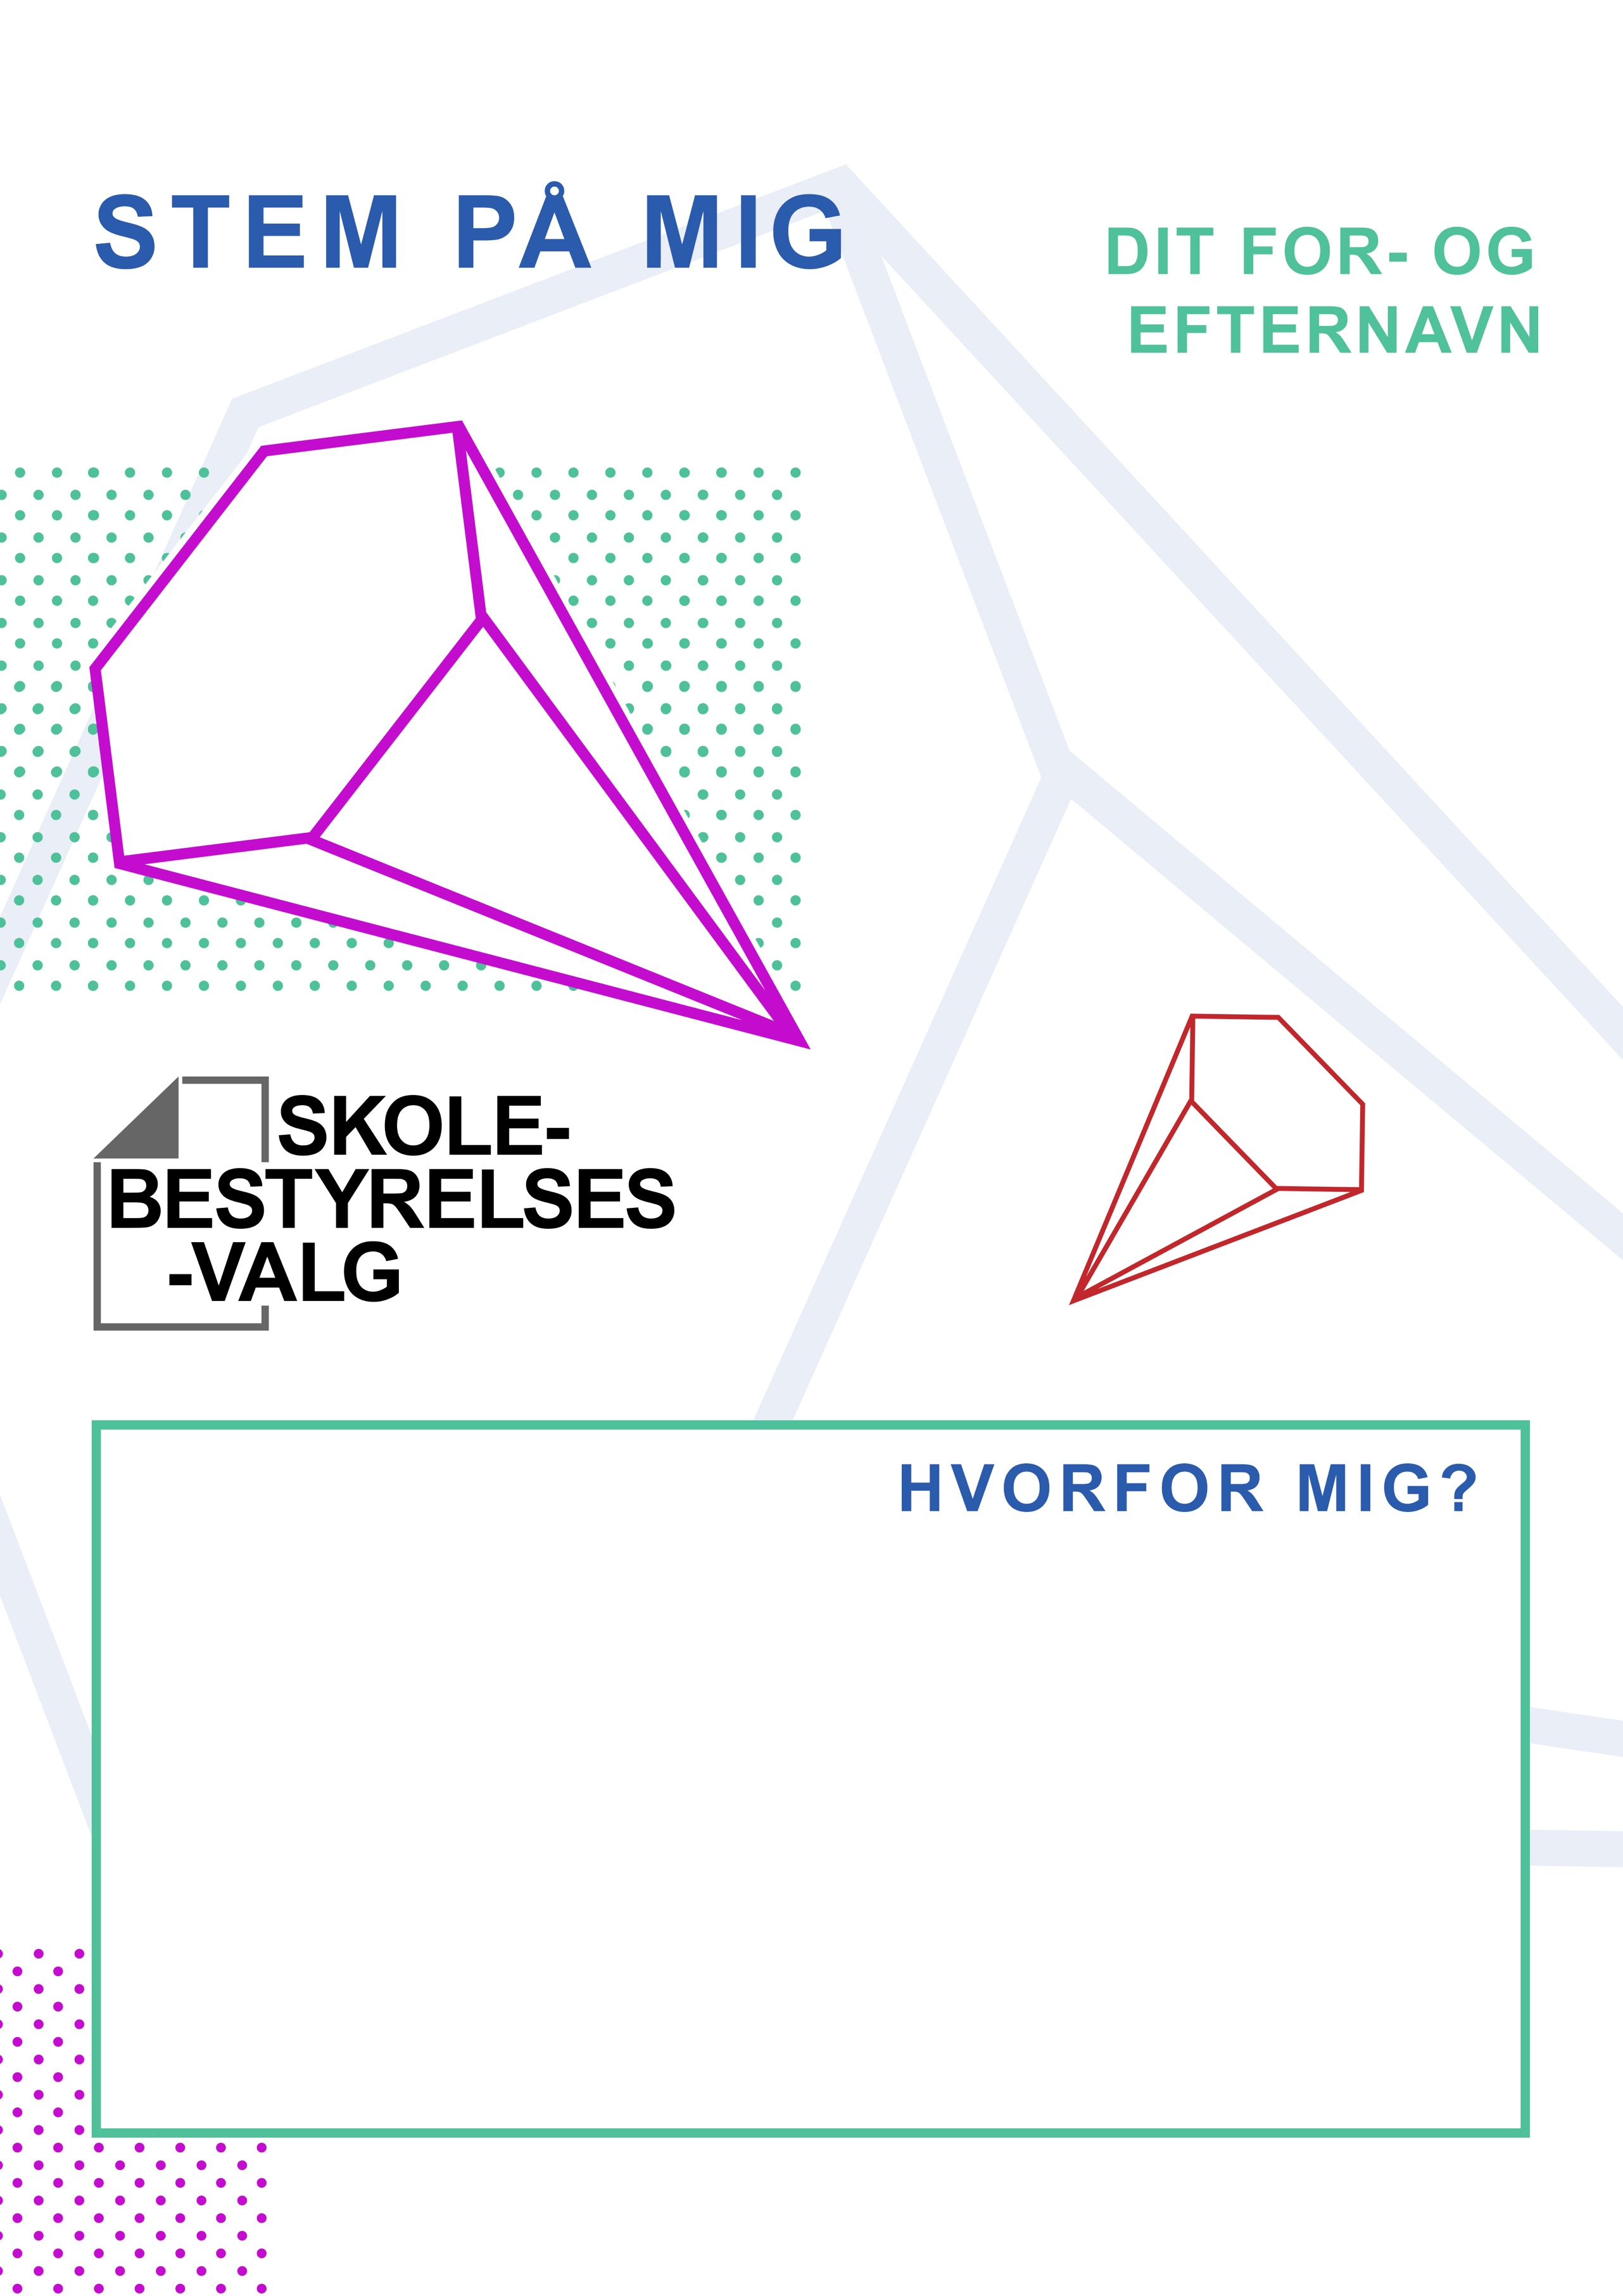 STEM PÅ MIG
DIT FOR- OG
EFTERNAVN
SKOLE-
BESTYRELSES
-VALG
HVORFOR MIG?